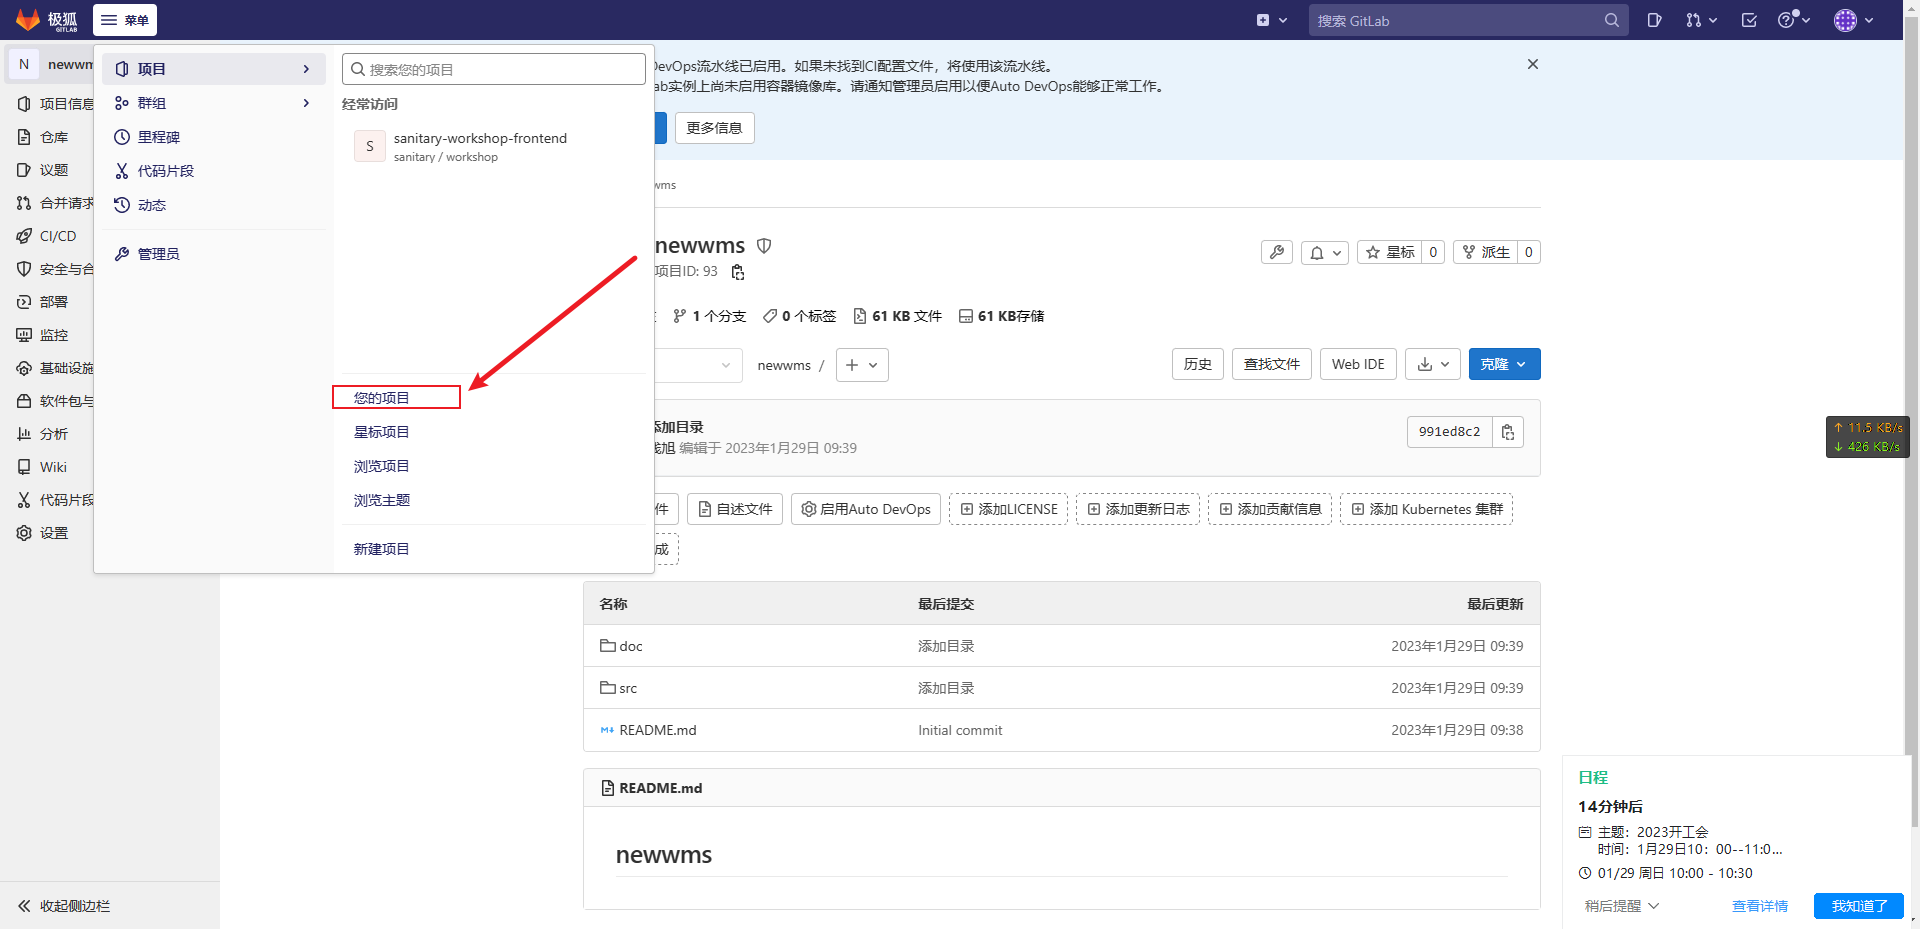 极狐
GITLAB
菜单
搜索 GitLab
N newwm
项目信息
仓库
议题
合并请求
CI/CD
安全与合
部署
监控
基础设施
软件包与
分析
Wiki
代码片段
设置
收起侧边栏
项目
群组
里程碑
代码片段
动态
管理员
搜索您的项目
经常访问
S
sanitary-workshop-frontend
sanitary / workshop
您的项目
星标项目
浏览项目
浏览主题
新建项目
DevOps流水线已启用。如果未找到CI配置文件，将使用该流水线。
ab实例上尚未启用容器镜像库。请通知管理员启用以便Auto DevOps能够正常工作。
更多信息
wms
newwms
项目ID: 93
星标 0
派生 0
1 个分支
0 个标签
61 KB 文件
61 KB存储
newwms /
历史
查找文件
Web IDE
克隆
添加目录
编辑于 2023年1月29日 09:39
991ed8c2
件
自述文件
启用Auto DevOps
添加LICENSE
添加更新日志
添加贡献信息
添加 Kubernetes 集群
成
名称 最后提交 最后更新
doc 添加目录 2023年1月29日 09:39
src 添加目录 2023年1月29日 09:39
README.md Initial commit 2023年1月29日 09:38
README.md
newwms
↑ 11.5 KB/s
↓ 426 KB/s
日程
14分钟后
主题：2023开工会
时间：1月29日10：00--11:0...
01/29 周日 10:00 - 10:30
稍后提醒
查看详情
我知道了